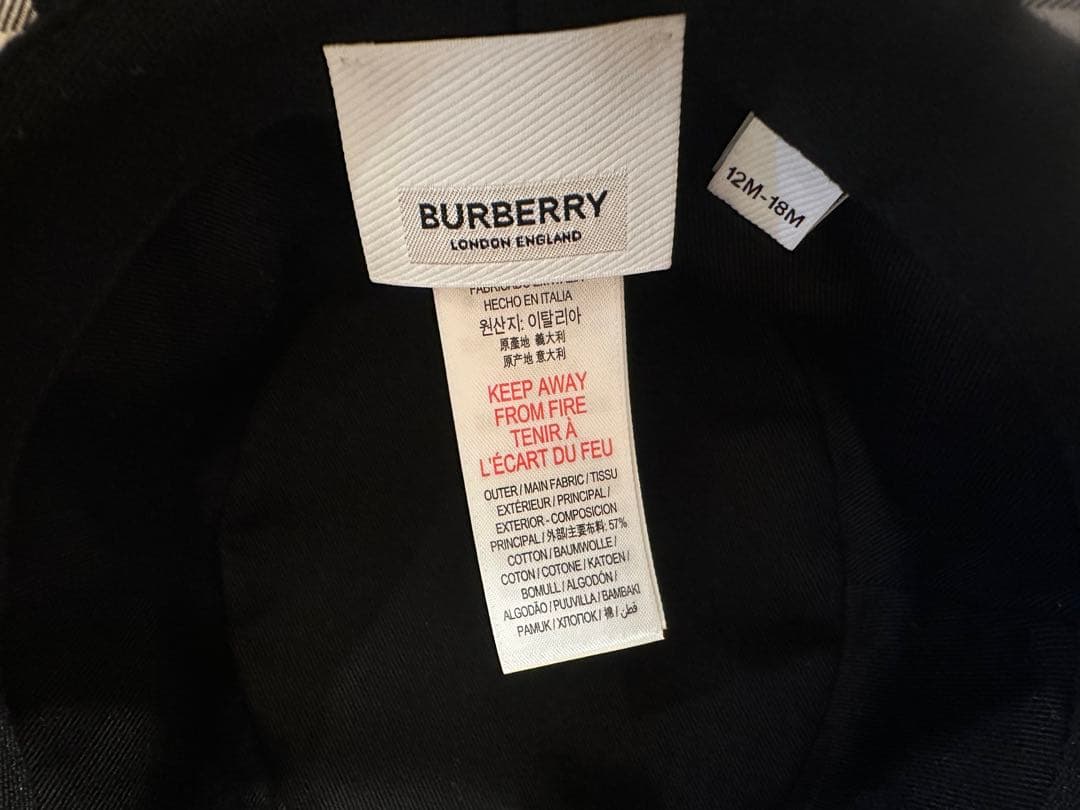 BURBERRY
LONDON ENGLAND
12M-18M
FABRICADO EN ITALIA
HECHO EN ITALIA
원산지: 이탈리아
原產地 義大利
原产地 意大利
KEEP AWAY
FROM FIRE
TENIR À
L'ÉCART DU FEU
OUTER / MAIN FABRIC / TISSU
EXTÉRIEUR / PRINCIPAL /
EXTERIOR - COMPOSICION
PRINCIPAL / 外部/主要布料: 57%
COTTON / BAUMWOLLE /
COTON / COTONE / KATOEN /
BOMULL / ALGODÓN /
ALGODÃO / PUUVILLA / BAMBAKI
PAMUK / ХЛОПОК / 棉 / قطن /